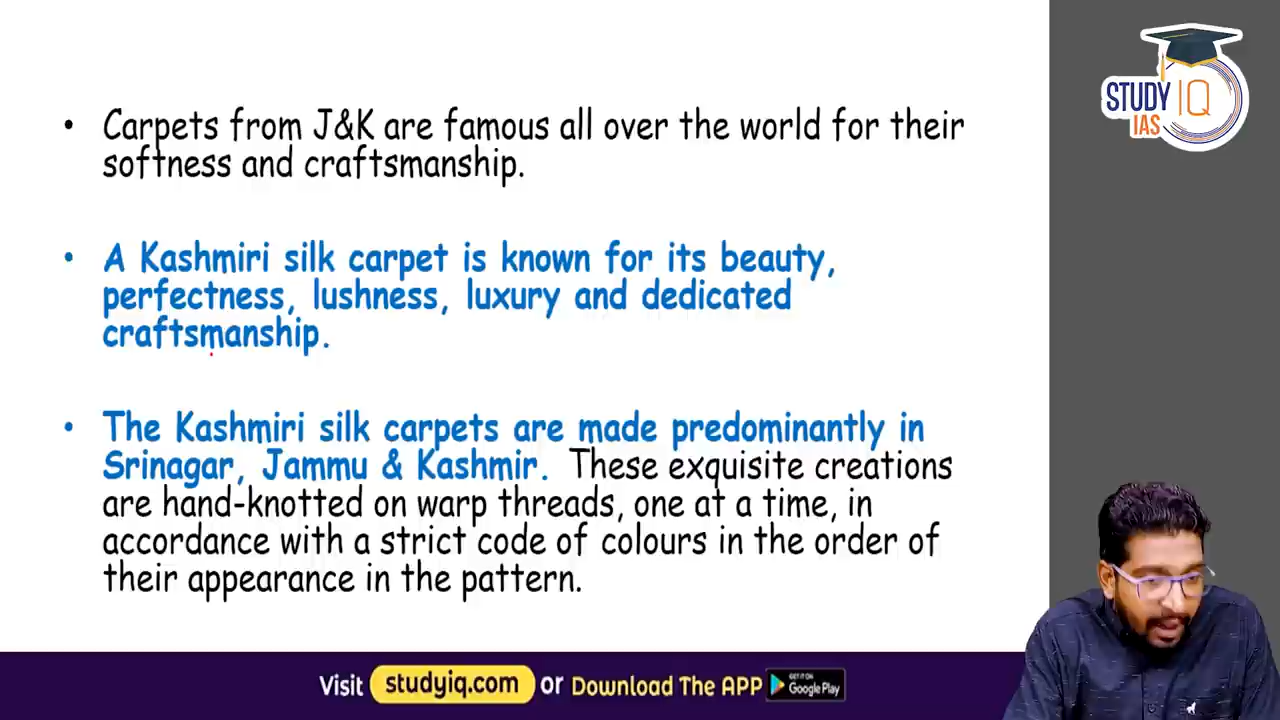 • Carpets from J&K are famous all over the world for their
softness and craftsmanship.
• A Kashmiri silk carpet is known for its beauty,
perfectness, lushness, luxury and dedicated
craftsmanship.
• The Kashmiri silk carpets are made predominantly in
Srinagar, Jammu & Kashmir. These exquisite creations
are hand-knotted on warp threads, one at a time, in
accordance with a strict code of colours in the order of
their appearance in the pattern.
STUDY IQ
IAS
Visit studyiq.com or Download The APP GET IT ON Google Play